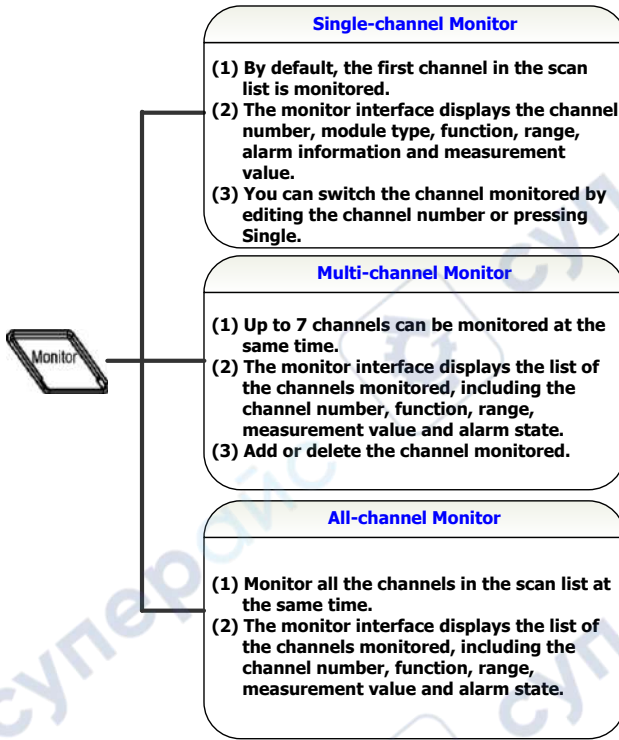 Single-channel Monitor
(1) By default, the first channel in the scan
list is monitored.
(2) The monitor interface displays the channel
number, module type, function, range,
alarm information and measurement
value.
(3) You can switch the channel monitored by
editing the channel number or pressing
Single.
Multi-channel Monitor
(1) Up to 7 channels can be monitored at the
same time.
(2) The monitor interface displays the list of
the channels monitored, including the
channel number, function, range,
measurement value and alarm state.
(3) Add or delete the channel monitored.
Monitor
All-channel Monitor
(1) Monitor all the channels in the scan list at
the same time.
(2) The monitor interface displays the list of
the channels monitored, including the
channel number, function, range,
measurement value and alarm state.
суперайс
суп
суп